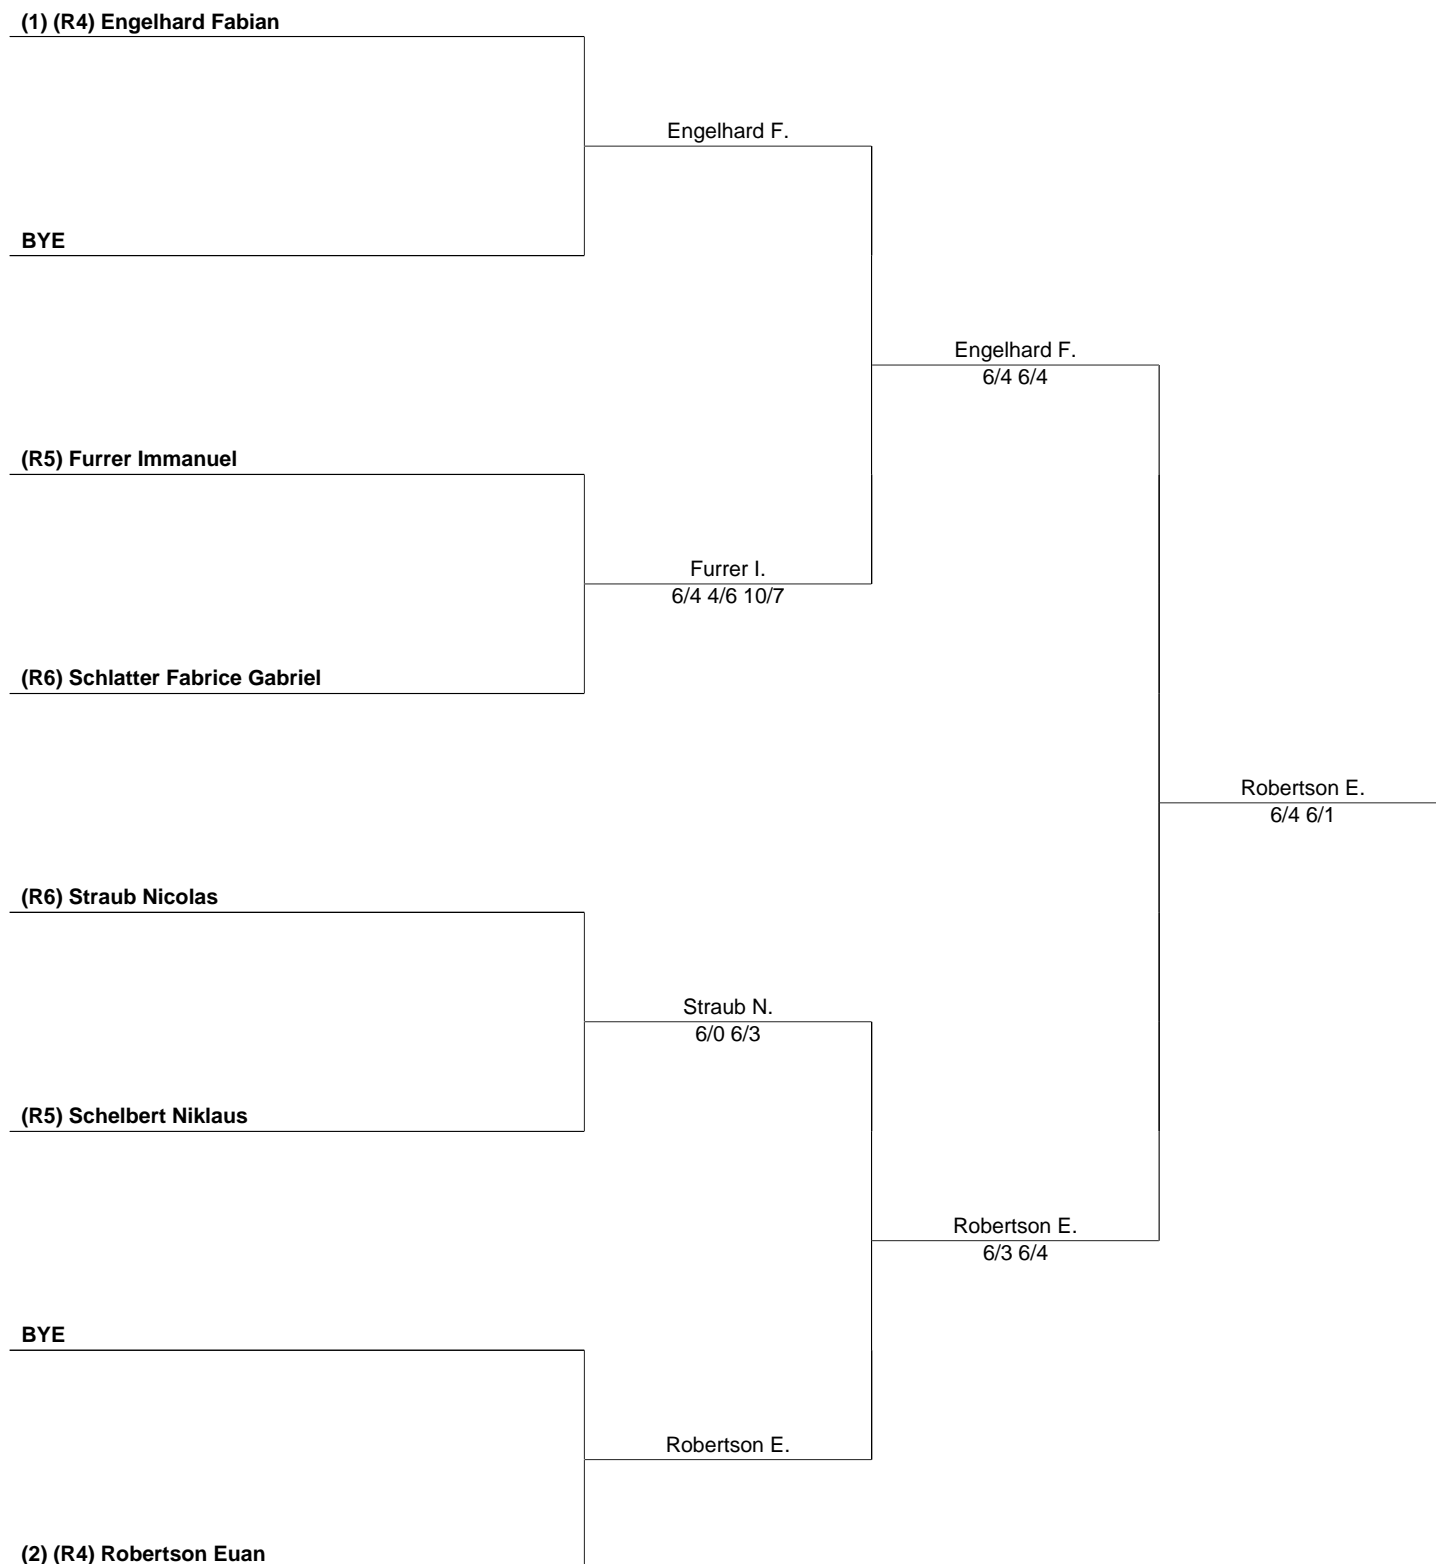 (1) (R4) Engelhard Fabian
Engelhard F.
BYE
Engelhard F.
6/4 6/4
(R5) Furrer Immanuel
Furrer I.
6/4 4/6 10/7
(R6) Schlatter Fabrice Gabriel
Robertson E.
6/4 6/1
(R6) Straub Nicolas
Straub N.
6/0 6/3
(R5) Schelbert Niklaus
Robertson E.
6/3 6/4
BYE
Robertson E.
(2) (R4) Robertson Euan